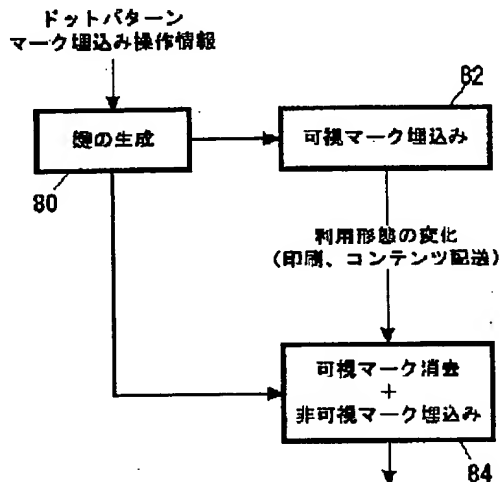 ドットパターン
マーク埋込み操作情報
82
鍵の生成
可視マーク埋込み
80
利用形態の変化
(印刷、コンテンツ配送)
可視マーク消去
+
非可視マーク埋込み
84